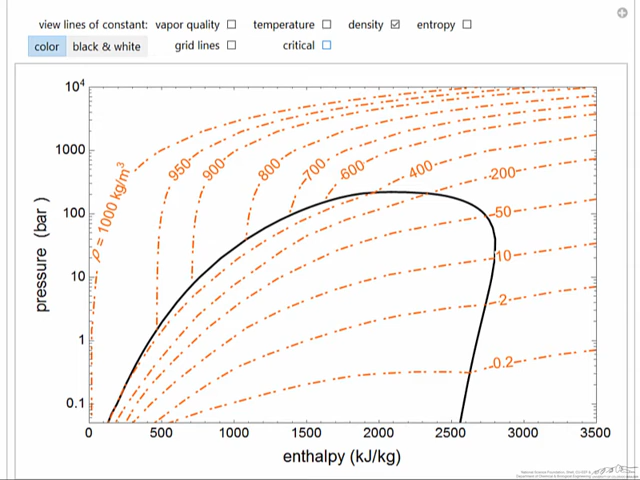 view lines of constant: vapor quality temperature density entropy
color black & white grid lines critical
10⁴
1000
100
10
1
0.1
pressure (bar)
ρ = 1000 kg/m³
950
900
800
700
600
400
200
50
10
2
0.2
0 500 1000 1500 2000 2500 3000 3500
enthalpy (kJ/kg)